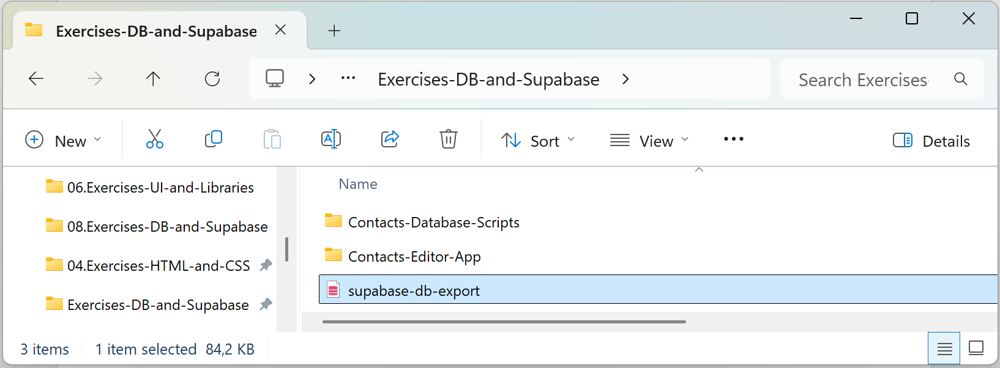 Exercises-DB-and-Supabase
Exercises-DB-and-Supabase
Search Exercises
New
Sort
View
Details
06.Exercises-UI-and-Libraries
08.Exercises-DB-and-Supabase
04.Exercises-HTML-and-CSS
Exercises-DB-and-Supabase
Name
Contacts-Database-Scripts
Contacts-Editor-App
supabase-db-export
3 items
1 item selected 84,2 KB